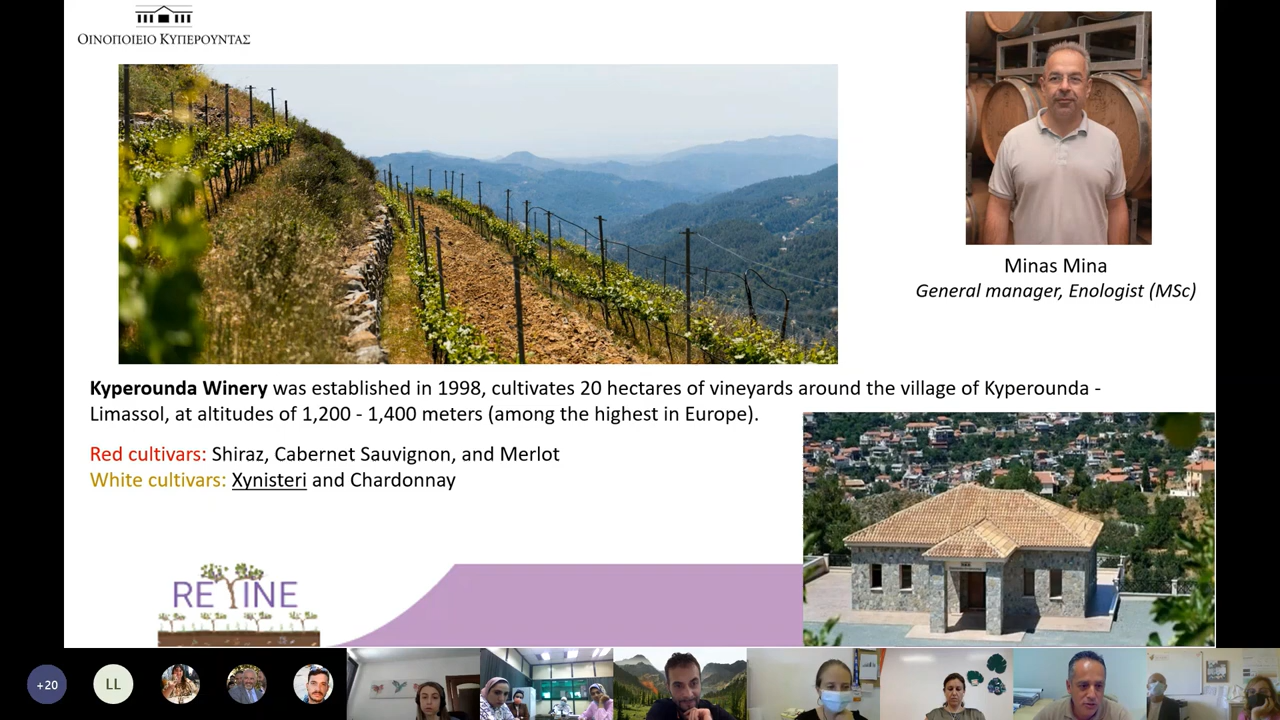 ΟΙΝΟΠΟΙΕΙΟ ΚΥΠΕΡΟΥΝΤΑΣ
Minas Mina
General manager, Enologist (MSc)
Kyperounda Winery was established in 1998, cultivates 20 hectares of vineyards around the village of Kyperounda -
Limassol, at altitudes of 1,200 - 1,400 meters (among the highest in Europe).
Red cultivars: Shiraz, Cabernet Sauvignon, and Merlot
White cultivars: Xynisteri and Chardonnay
REVINE
+20
LL